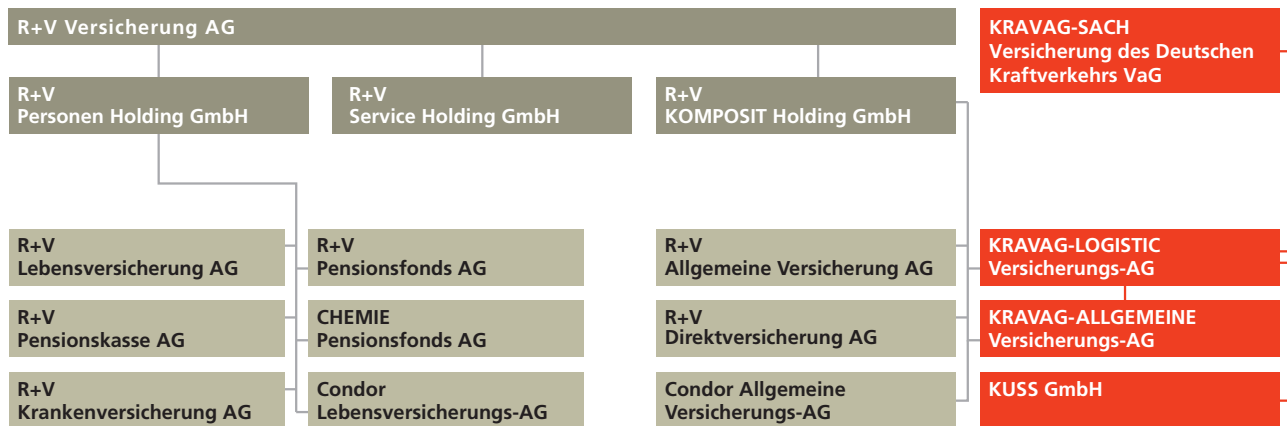 R+V Versicherung AG
KRAVAG-SACH
Versicherung des Deutschen
Kraftverkehrs VaG
R+V
Personen Holding GmbH
R+V
Service Holding GmbH
R+V
KOMPOSIT Holding GmbH
R+V
Lebensversicherung AG
R+V
Pensionsfonds AG
R+V
Allgemeine Versicherung AG
KRAVAG-LOGISTIC
Versicherungs-AG
R+V
Pensionskasse AG
CHEMIE
Pensionsfonds AG
R+V
Direktversicherung AG
KRAVAG-ALLGEMEINE
Versicherungs-AG
R+V
Krankenversicherung AG
Condor
Lebensversicherungs-AG
Condor Allgemeine
Versicherungs-AG
KUSS GmbH